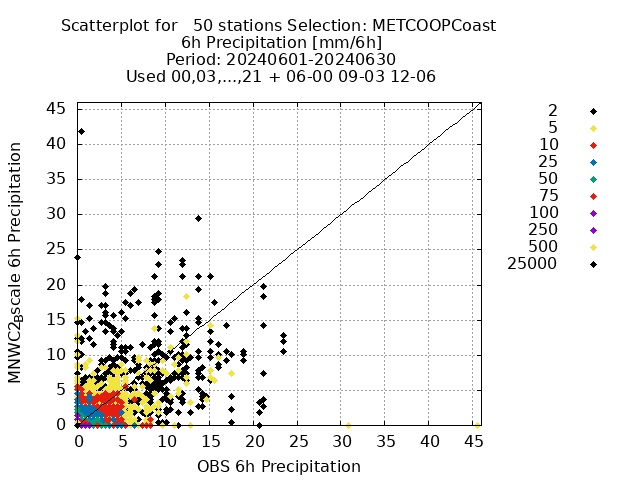 Scatterplot for   50 stations Selection: METCOOPCoast
6h Precipitation [mm/6h]
Period: 20240601-20240630
Used 00,03,...,21 + 06-00 09-03 12-06
45
40
35
30
25
20
15
10
5
0
0 5 10 15 20 25 30 35 40 45
MNWC2Bscale 6h Precipitation
OBS 6h Precipitation
2
5
10
25
50
75
100
250
500
25000